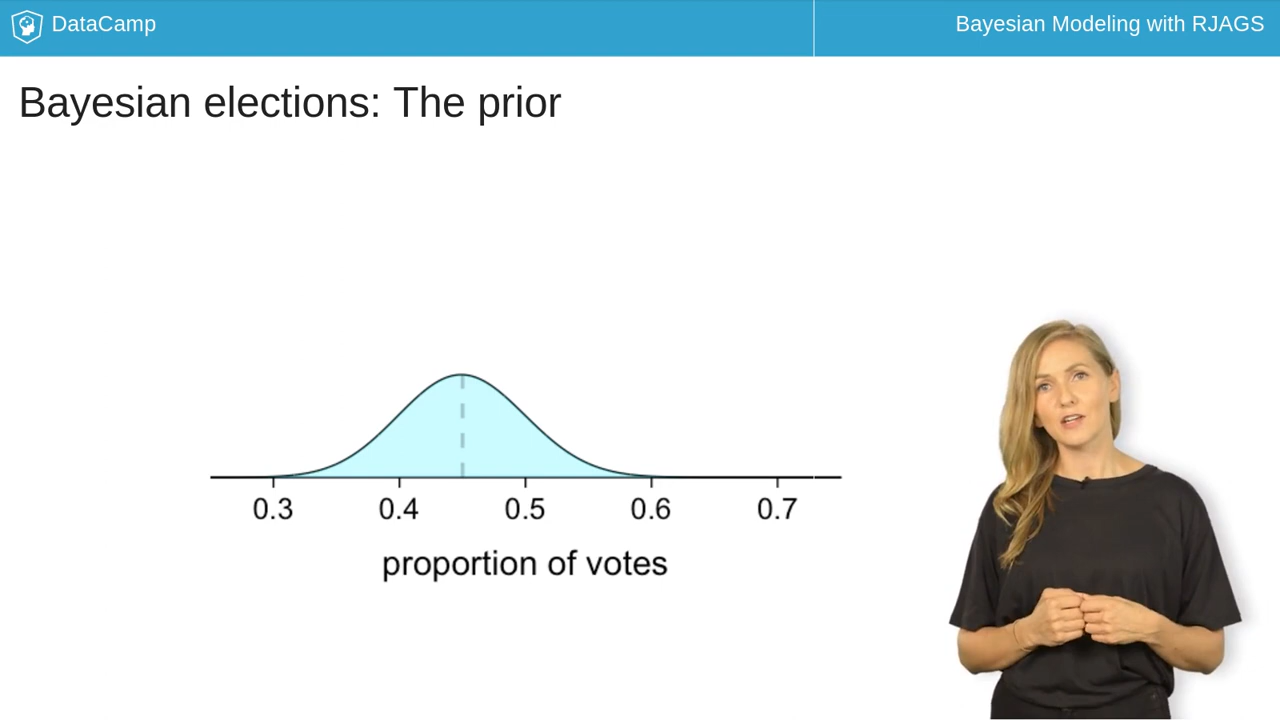 DataCamp
Bayesian Modeling with RJAGS
Bayesian elections: The prior
0.3 0.4 0.5 0.6 0.7
proportion of votes